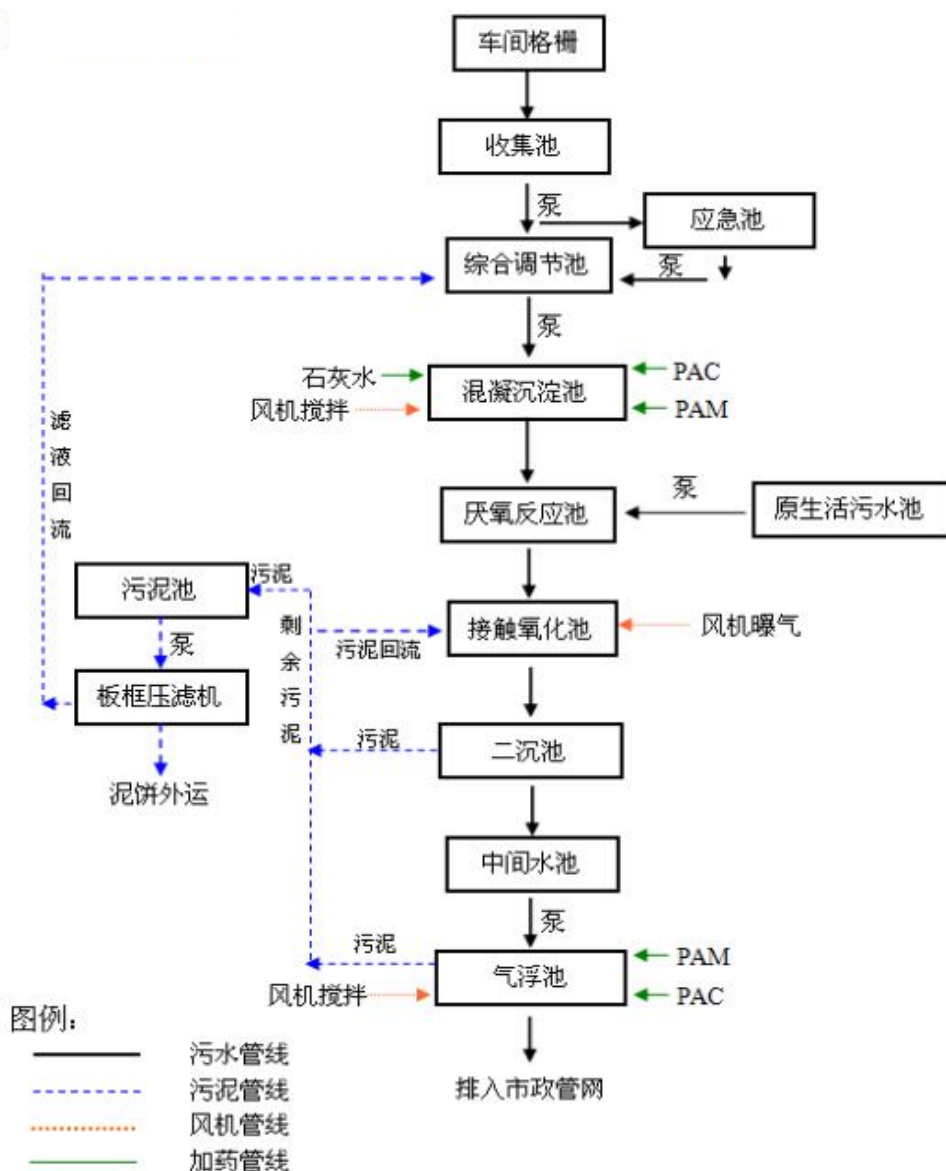 车间格栅
收集池
泵
应急池
综合调节池
泵
泵
石灰水
PAC
混凝沉淀池
风机搅拌
PAM
滤液回流
厌氧反应池
泵
原生活污水池
污泥池
污泥
剩余污泥
接触氧化池
风机曝气
污泥回流
泵
板框压滤机
污泥
二沉池
泥饼外运
中间水池
泵
污泥
PAM
气浮池
风机搅拌
PAC
图例：
污水管线
污泥管线
排入市政管网
风机管线
加药管线